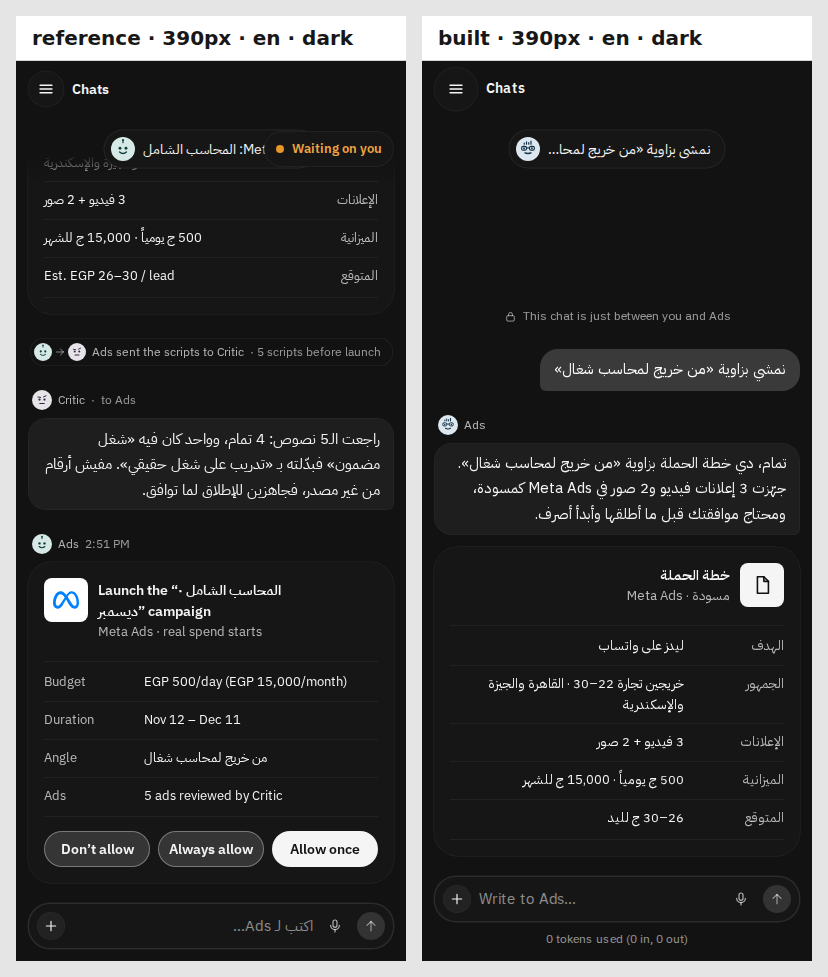 reference · 390px · en · dark
Chats
Met: المحاسب الشامل
Waiting on you
والإسكندرية
الإعلانات 3 فيديو + 2 صور
الميزانية 500 ج يومياً · 15,000 ج للشهر
المتوقع Est. EGP 26–30 / lead
Ads sent the scripts to Critic · 5 scripts before launch
Critic · to Ads
راجعت الـ5 نصوص: 4 تمام، وواحد كان فيه «شغل
مضمون» فبدّلته بـ «تدريب على شغل حقيقي». مفيش أرقام
من غير مصدر، فجاهزين للإطلاق لما توافق.
Ads 2:51 PM
Launch the “المحاسب الشامل ·
ديسمبر” campaign
Meta Ads · real spend starts
Budget EGP 500/day (EGP 15,000/month)
Duration Nov 12 – Dec 11
Angle من خريج لمحاسب شغال
Ads 5 ads reviewed by Critic
Don’t allow Always allow Allow once
اكتب لـ Ads...
built · 390px · en · dark
Chats
نمشي بزاوية «من خريج لمحا...
This chat is just between you and Ads
نمشي بزاوية «من خريج لمحاسب شغال»
Ads
تمام، دي خطة الحملة بزاوية «من خريج لمحاسب شغال».
جهّزت 3 إعلانات فيديو و2 صور في Meta Ads كمسودة،
ومحتاج موافقتك قبل ما أطلقها وأبدأ أصرف.
خطة الحملة
Meta Ads · مسودة
الهدف ليدز على واتساب
الجمهور خريجين تجارة 22–30 · القاهرة والجيزة
والإسكندرية
الإعلانات 3 فيديو + 2 صور
الميزانية 500 ج يومياً · 15,000 ج للشهر
المتوقع 26–30 ج لليد
Write to Ads...
0 tokens used (0 in, 0 out)